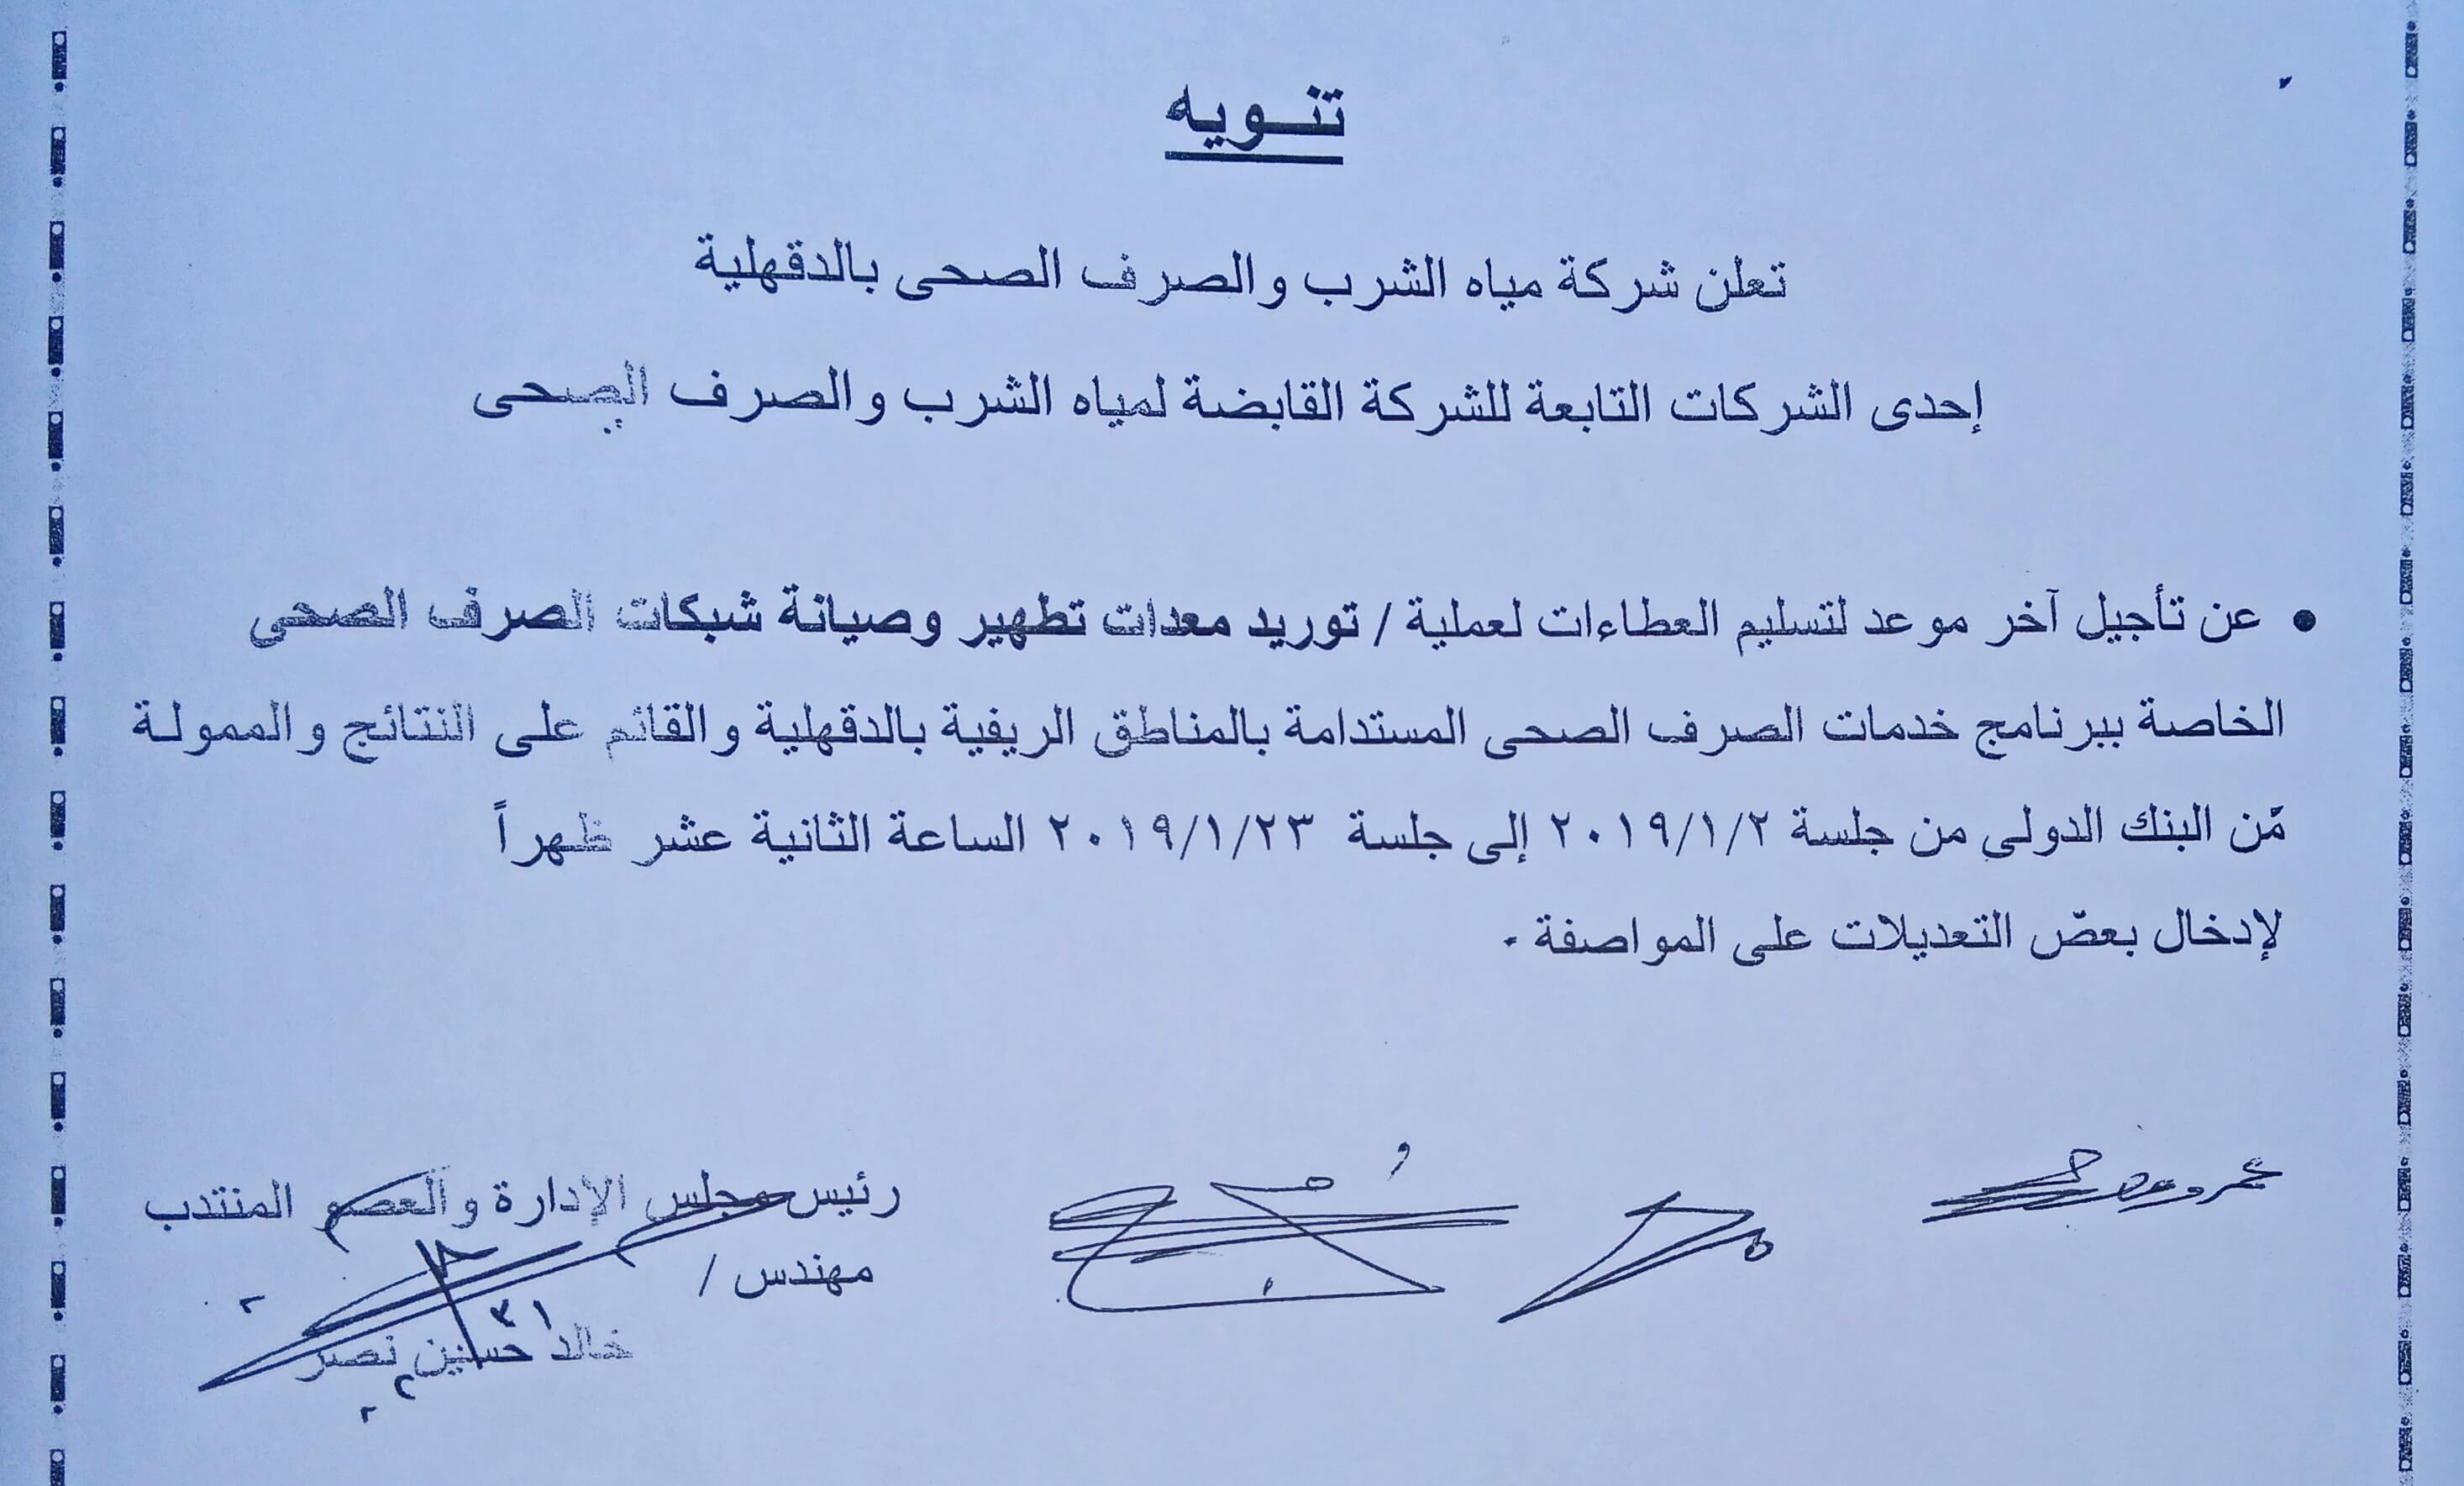 تنويه
تعلن شركة مياه الشرب والصرف الصحى بالدقهلية
إحدى الشركات التابعة للشركة القابضة لمياه الشرب والصرف الصحى
• عن تأجيل آخر موعد لتسليم العطاءات لعملية / توريد معدات تطهير وصيانة شبكات الصرف الصحى
الخاصة ببرنامج خدمات الصرف الصحى المستدامة بالمناطق الريفية بالدقهلية والقائم على النتائج والممولة
من البنك الدولى من جلسة ٢٠١٩/١/٢ إلى جلسة ٢٠١٩/١/٢٣ الساعة الثانية عشر ظهراً
لإدخال بعض التعديلات على المواصفة .
رئيس مجلس الإدارة والعضو المنتدب
مهندس /
خالد حسنين نصر